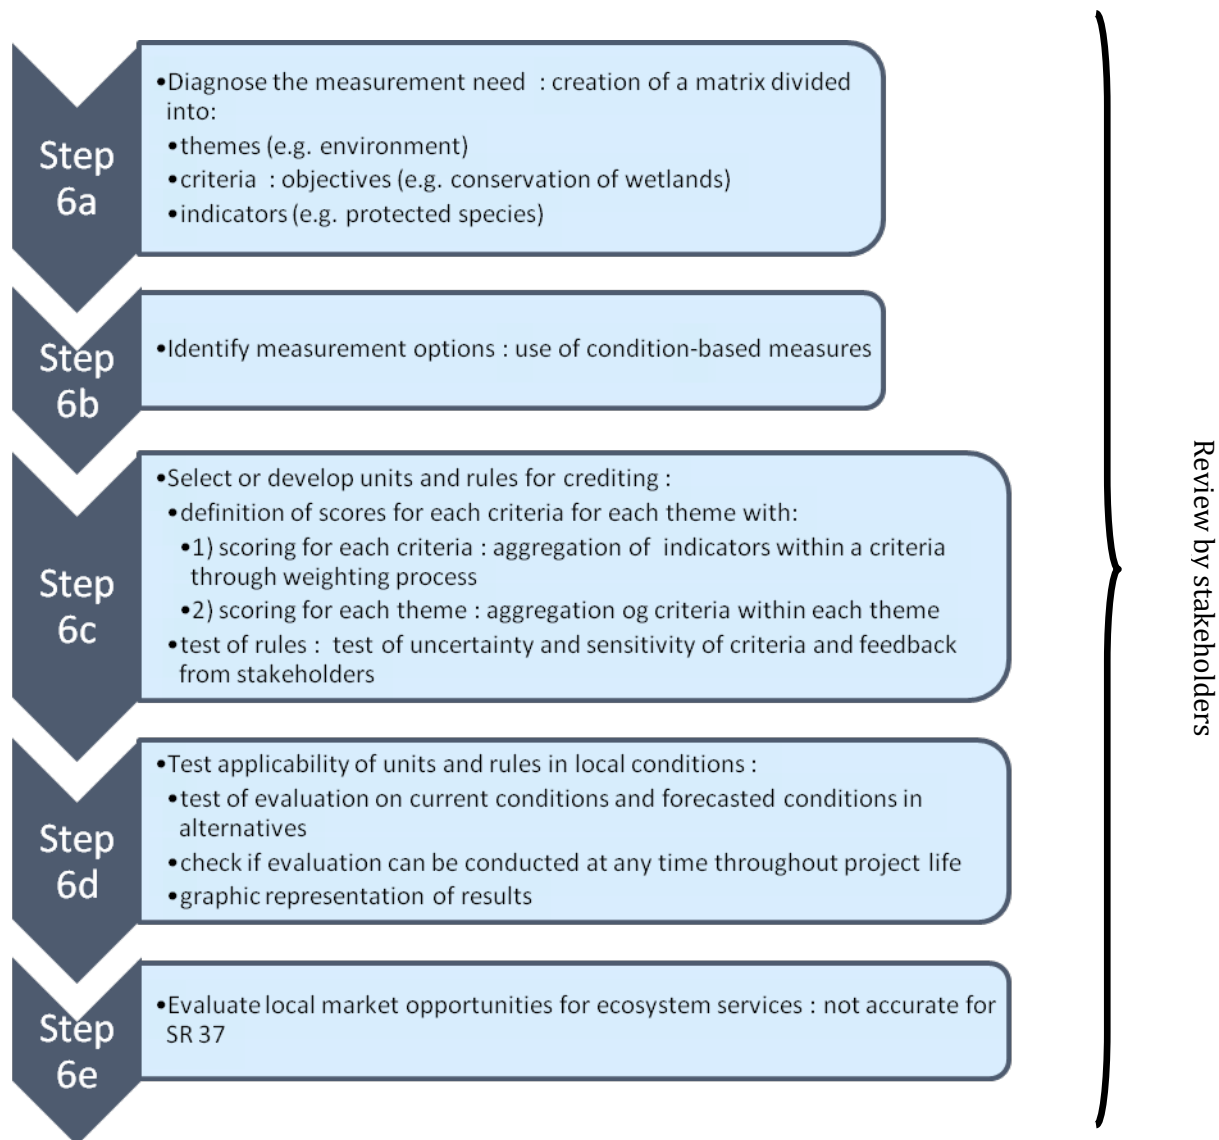 Step
6a
•Diagnose the measurement need : creation of a matrix divided
into:
•themes (e.g. environment)
•criteria : objectives (e.g. conservation of wetlands)
•indicators (e.g. protected species)
Step
6b
•Identify measurement options : use of condition-based measures
Step
6c
•Select or develop units and rules for crediting :
•definition of scores for each criteria for each theme with:
•1) scoring for each criteria : aggregation of indicators within a criteria
through weighting process
•2) scoring for each theme : aggregation og criteria within each theme
•test of rules : test of uncertainty and sensitivity of criteria and feedback
from stakeholders
Step
6d
•Test applicability of units and rules in local conditions :
•test of evaluation on current conditions and forecasted conditions in
alternatives
•check if evaluation can be conducted at any time throughout project life
•graphic representation of results
Step
6e
•Evaluate local market opportunities for ecosystem services : not accurate for
SR 37
Review by stakeholders